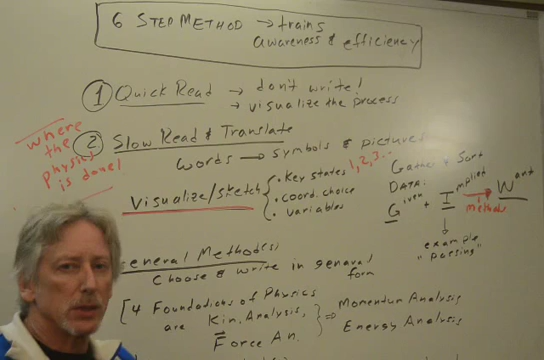 6 STEP METHOD → trains
awareness & efficiency
1 QUICK READ → don't write!
→ visualize the process
2 SLOW READ & TRANSLATE
words → symbols & pictures
where
the
physics
is done!
VISUALIZE/SKETCH
• Key states 1, 2, 3...
• coord. choice
• variables
Gather & Sort
DATA:
Given + Implied → Want
method
↓
example
"parsing"
General Method(s)
Choose & Write in general
form
[4 Foundations of Physics
are Kin. Analysis,
Force An.
⇒ Momentum Analysis
Energy Analysis